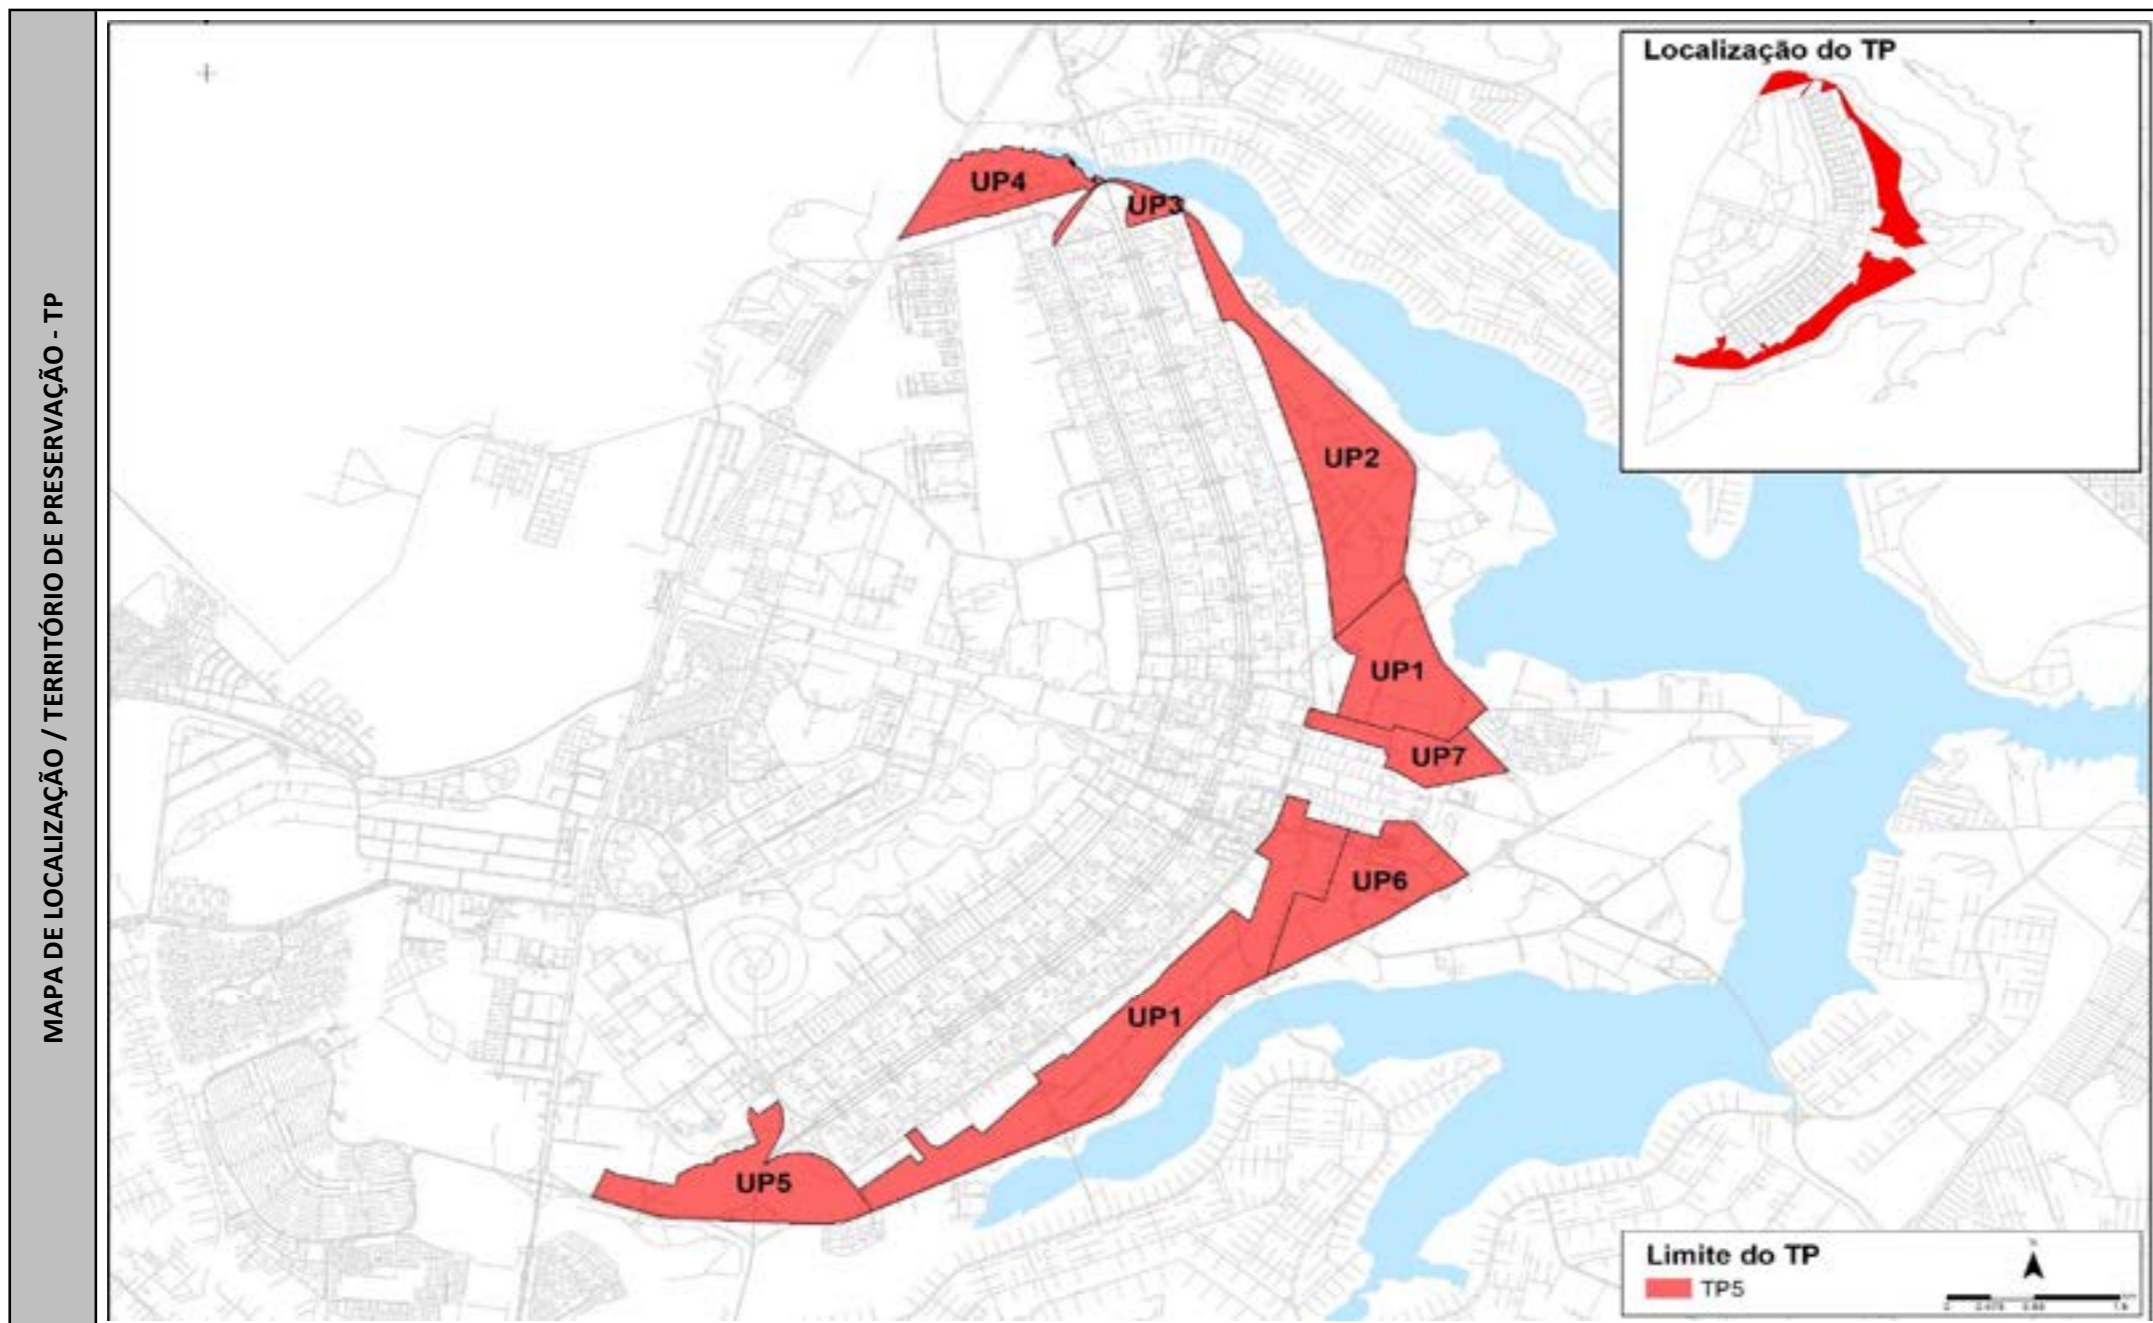 MAPA DE LOCALIZAÇÃO / TERRITÓRIO DE PRESERVAÇÃO - TP
Localização do TP
UP4
UP3
UP2
UP1
UP7
UP6
UP1
UP5
Limite do TP
TP5